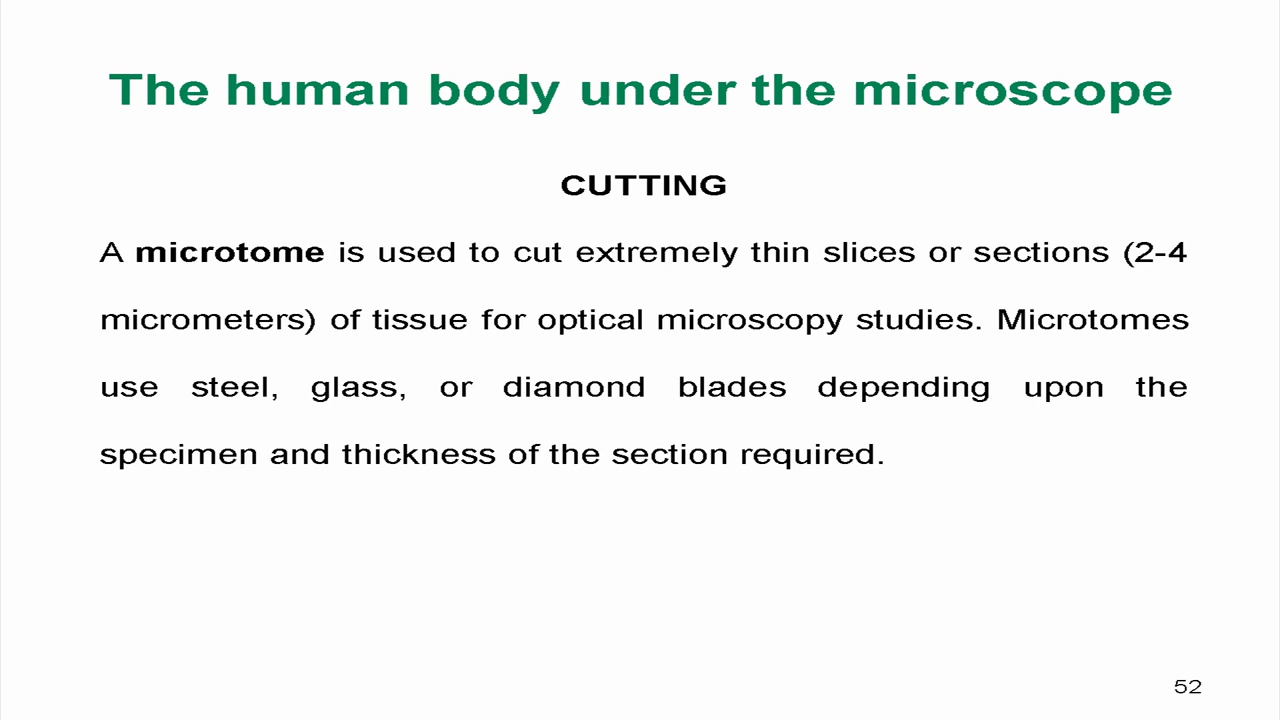 The human body under the microscope
CUTTING
A microtome is used to cut extremely thin slices or sections (2-4
micrometers) of tissue for optical microscopy studies. Microtomes
use steel, glass, or diamond blades depending upon the
specimen and thickness of the section required.
52